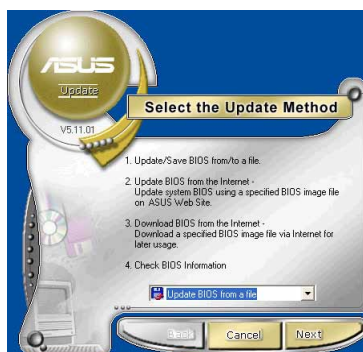 ASUS
Update
V5.11.01
Select the Update Method
1. Update/Save BIOS from/to a file.
2. Update BIOS from the Internet -
Update system BIOS using a specified BIOS image file
on ASUS Web Site.
3. Download BIOS from the Internet -
Download a specified BIOS image file via Internet for
later usage.
4. Check BIOS Information
Update BIOS from a file
Back
Cancel
Next